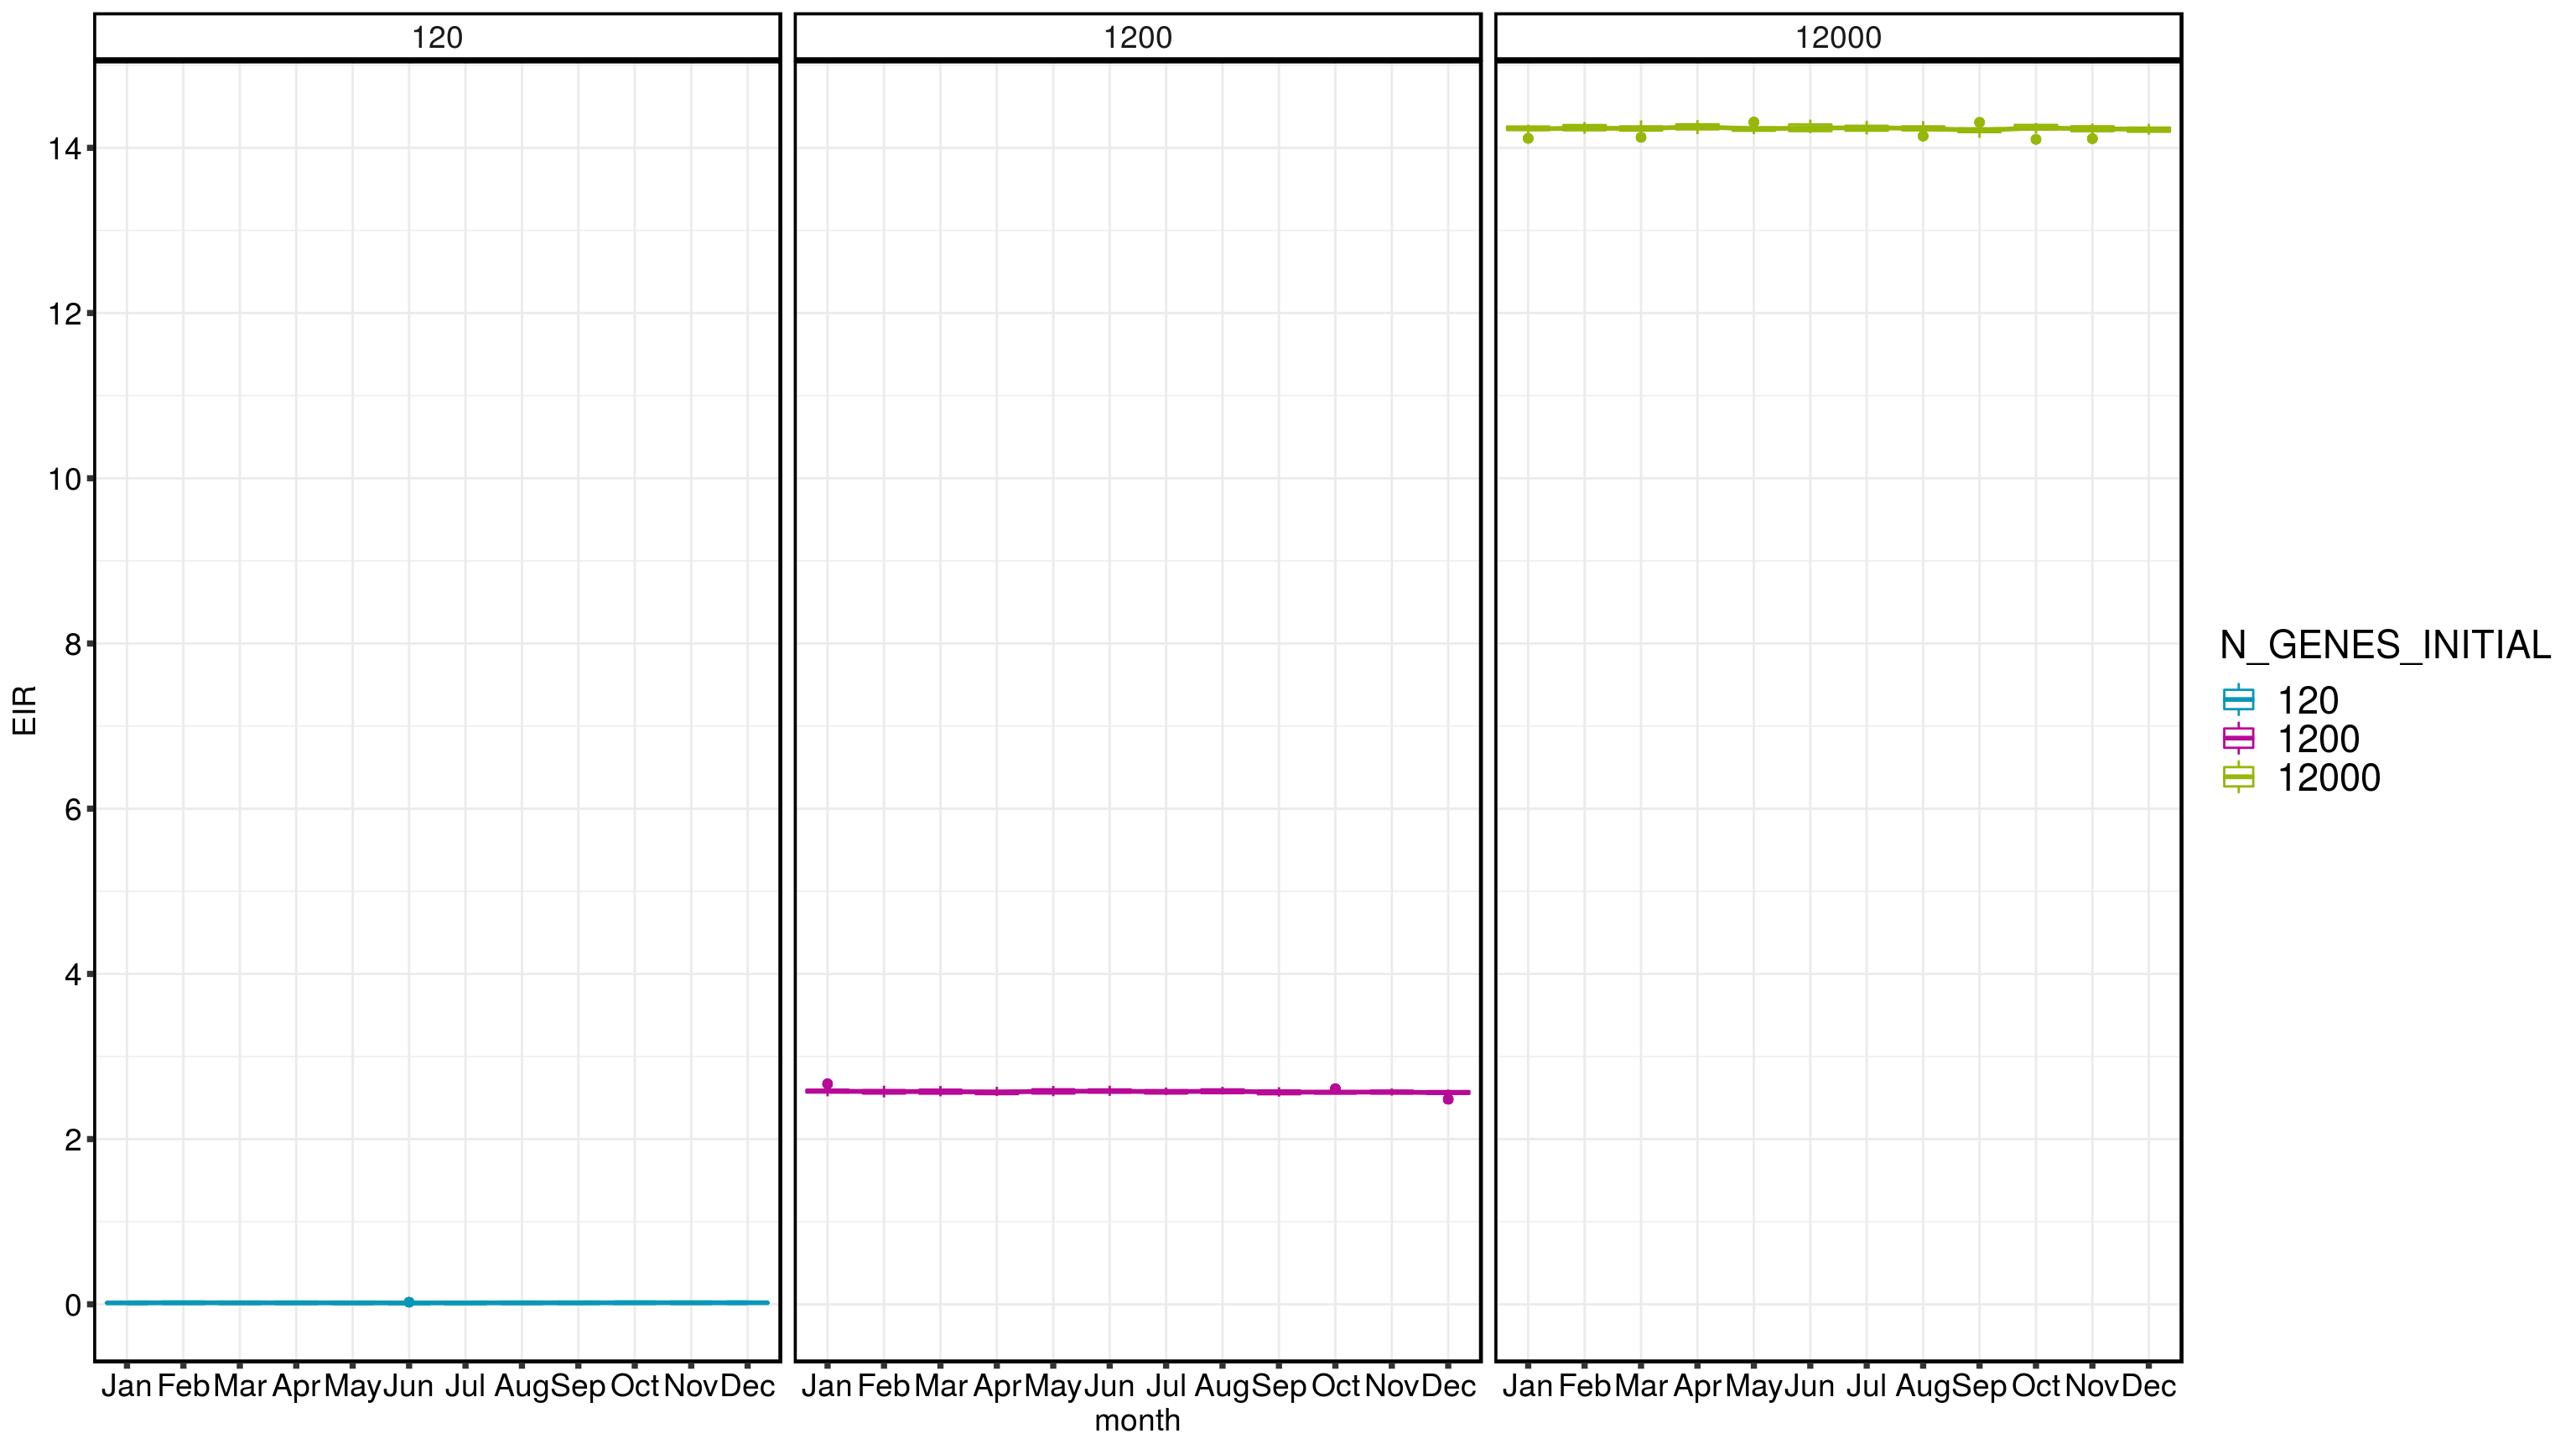 120 1200 12000
14
12
10
8
6
4
2
0
EIR
Jan Feb Mar Apr May Jun Jul Aug Sep Oct Nov Dec
Jan Feb Mar Apr May Jun Jul Aug Sep Oct Nov Dec
Jan Feb Mar Apr May Jun Jul Aug Sep Oct Nov Dec
month
N_GENES_INITIAL
120
1200
12000